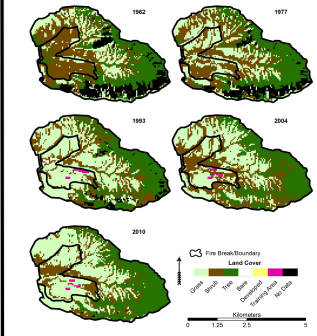 1962
1977
1993
2004
2010
Fire Break/Boundary
Land Cover
Grass
Shrub
Tree
Bare
Developed
Training Area
No Data
Kilometers
0 1.25 2.5 5